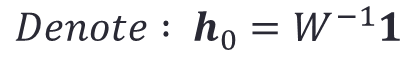 Denote : h₀ = W⁻¹1